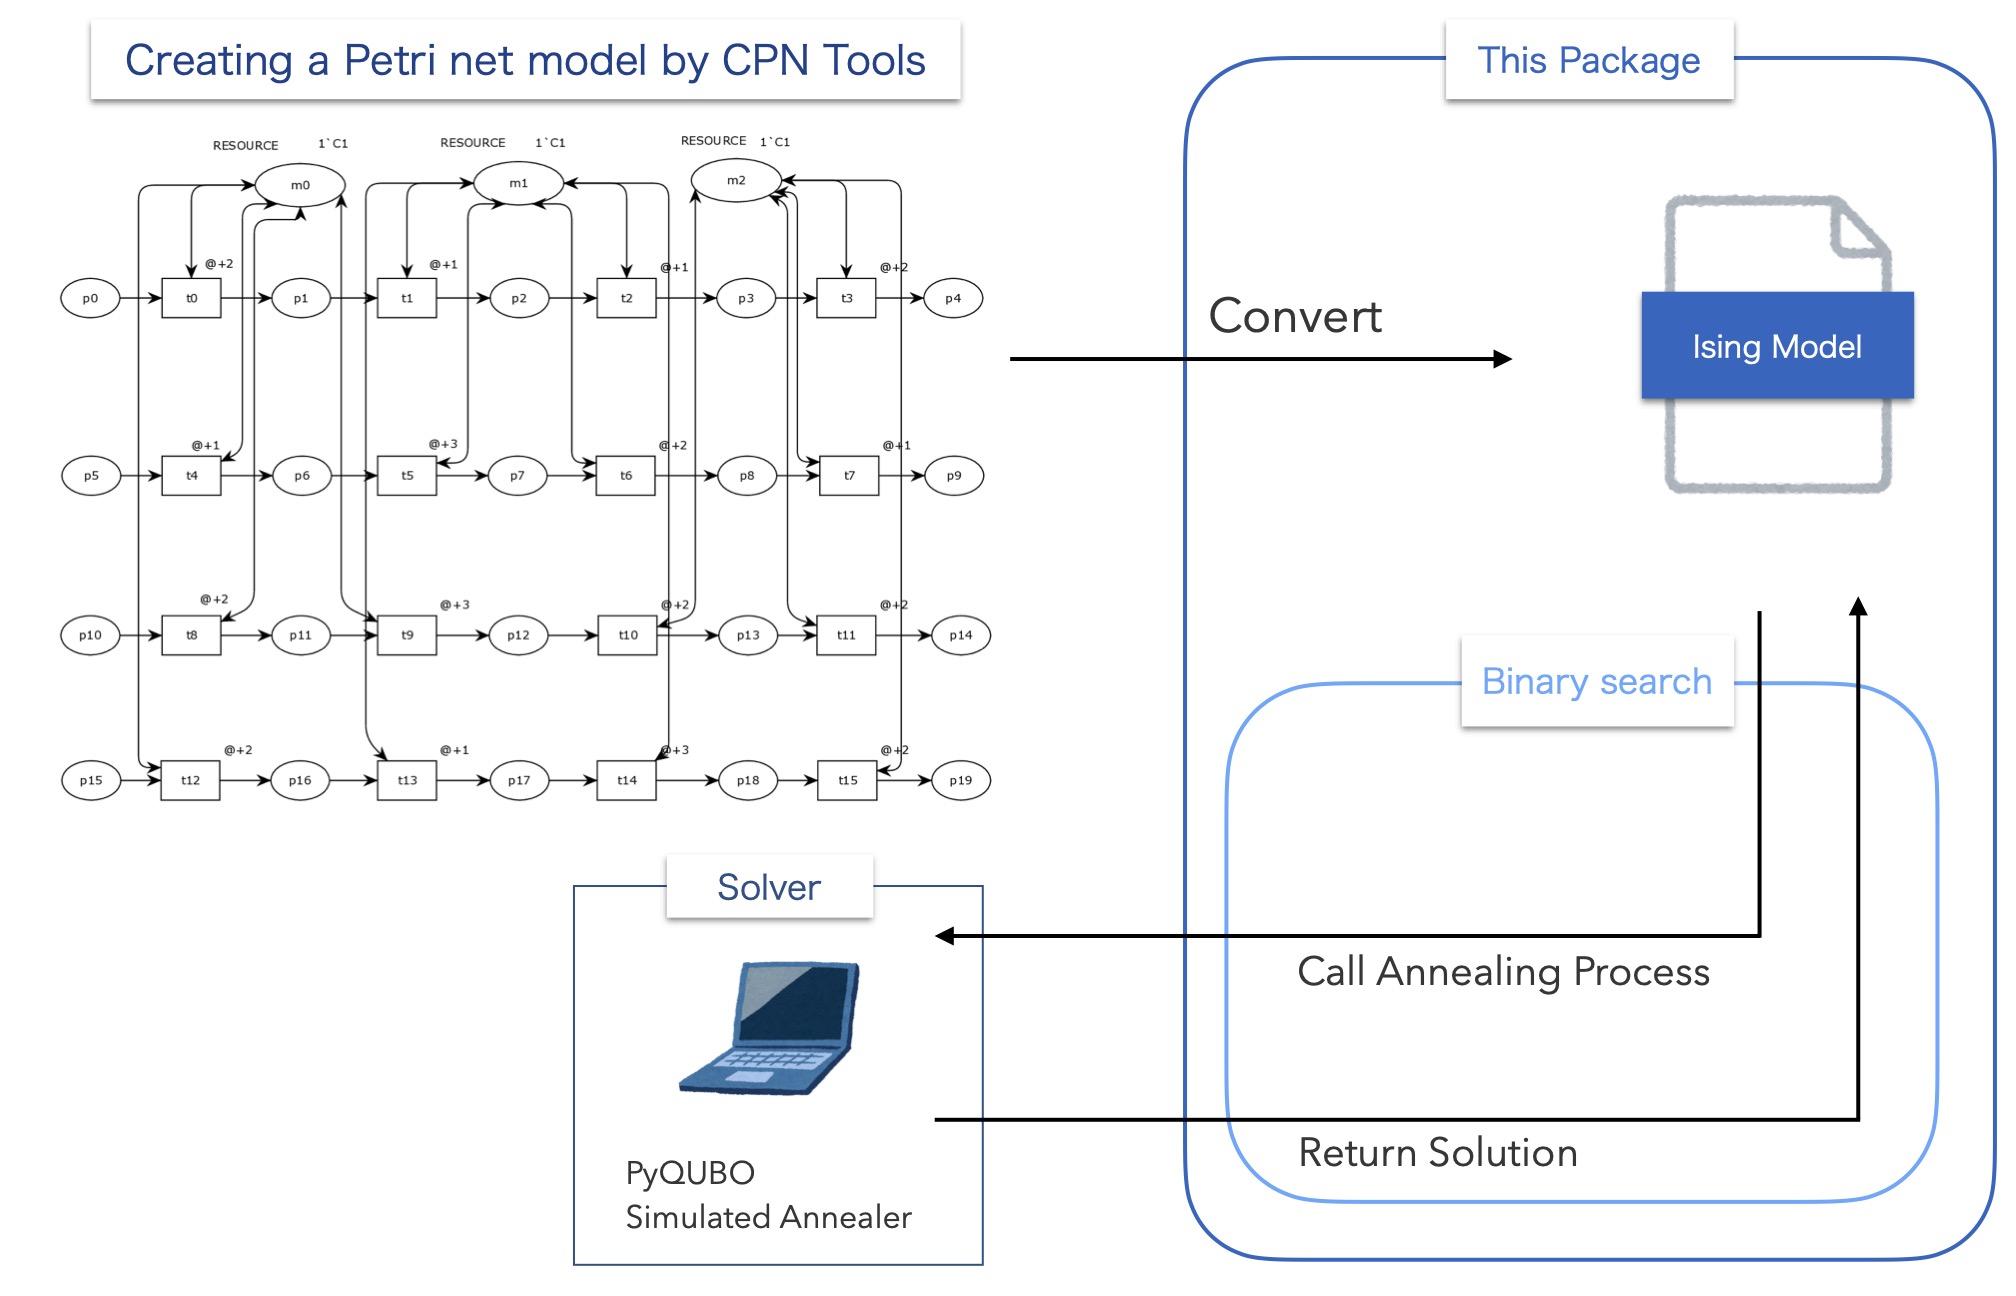 Creating a Petri net model by CPN Tools
This Package
RESOURCE 1`C1 RESOURCE 1`C1 RESOURCE 1`C1
m0 m1 m2
@+2 @+1 @+1 @+2
p0 t0 p1 t1 p2 t2 p3 t3 p4
Convert
Ising Model
@+1 @+3 @+2 @+1
p5 t4 p6 t5 p7 t6 p8 t7 p9
@+2 @+3 @+2 @+2
p10 t8 p11 t9 p12 t10 p13 t11 p14
Binary search
@+2 @+1 @+3 @+2
p15 t12 p16 t13 p17 t14 p18 t15 p19
Solver
Call Annealing Process
Return Solution
PyQUBO
Simulated Annealer